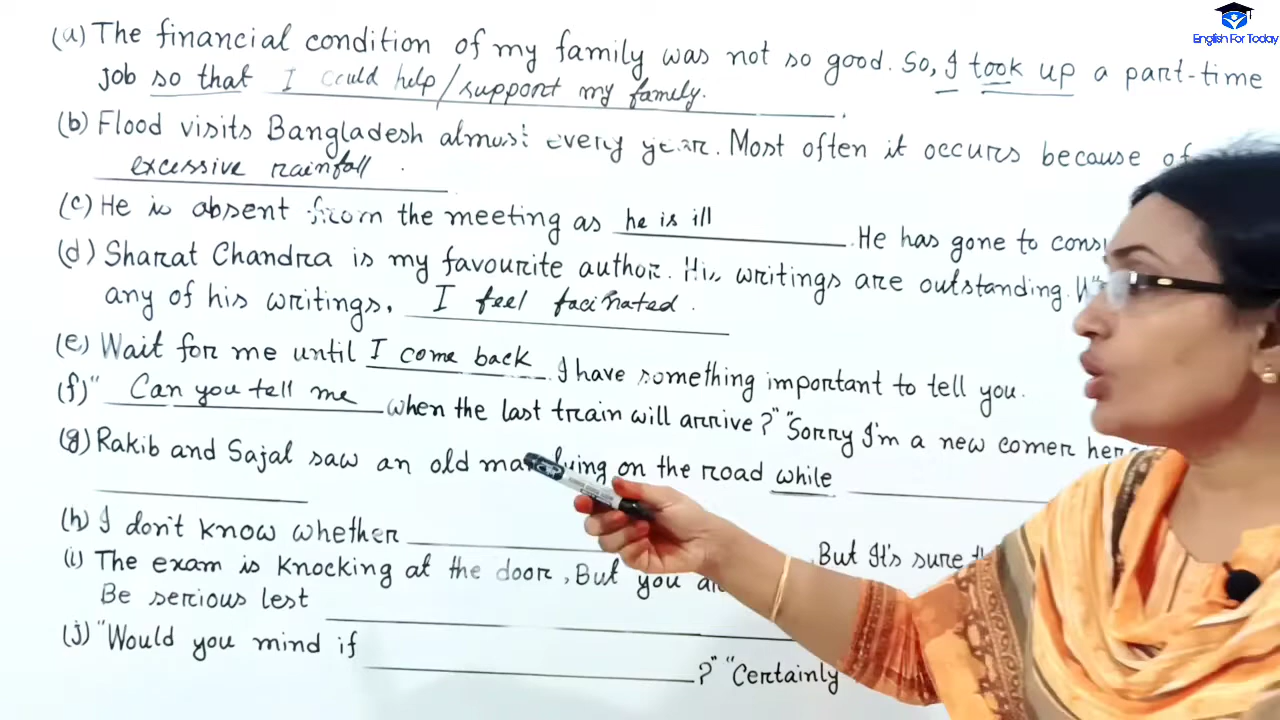 English For Today
(a) The financial condition of my family was not so good. So, I took up a part-time
job so that I could help/support my family.
(b) Flood visits Bangladesh almost every year. Most often it occurs because of
excessive rainfall.
(c) He is absent from the meeting as he is ill. He has gone to
(d) Sharat Chandra is my favourite author. His writings are outstanding.
any of his writings, I feel facinated.
(e) Wait for me until I come back. I have something important to tell you.
(f) "Can you tell me when the last train will arrive?" "Sorry I'm a new comer
(g) Rakib and Sajal saw an old man lying on the road while
(h) I don't know whether . But It's sure
(i) The exam is knocking at the door, But you
Be serious lest
(j) "Would you mind if ?" "Certainly